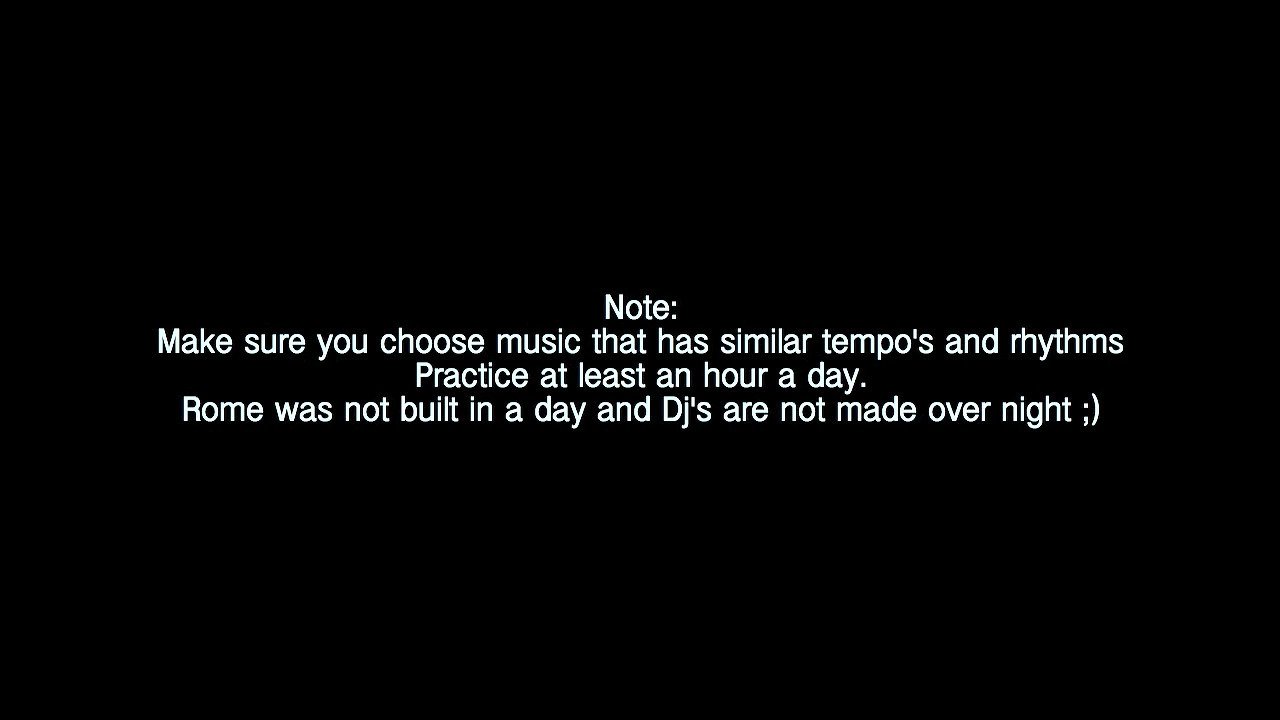 Note:
Make sure you choose music that has similar tempo's and rhythms
Practice at least an hour a day.
Rome was not built in a day and Dj's are not made over night ;)